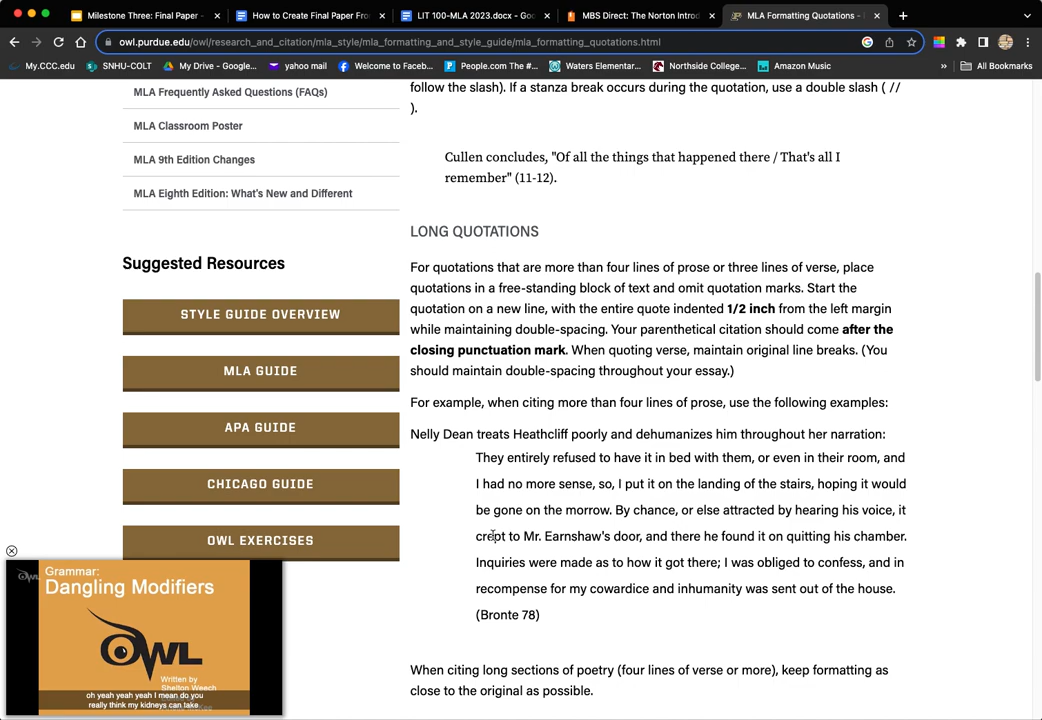 Milestone Three: Final Paper -
How to Create Final Paper Fro
LIT 100-MLA 2023.docx - Goo
MBS Direct: The Norton Introd
MLA Formatting Quotations -
owl.purdue.edu/owl/research_and_citation/mla_style/mla_formatting_and_style_guide/mla_formatting_quotations.html
My.CCC.edu
SNHU-COLT
My Drive - Google...
yahoo mail
Welcome to Faceb...
People.com The #...
Waters Elementar...
Northside College...
Amazon Music
»
All Bookmarks
MLA Frequently Asked Questions (FAQs)
MLA Classroom Poster
MLA 9th Edition Changes
MLA Eighth Edition: What's New and Different
Suggested Resources
STYLE GUIDE OVERVIEW
MLA GUIDE
APA GUIDE
CHICAGO GUIDE
OWL EXERCISES
follow the slash). If a stanza break occurs during the quotation, use a double slash ( //
).
Cullen concludes, "Of all the things that happened there / That's all I
remember" (11-12).
LONG QUOTATIONS
For quotations that are more than four lines of prose or three lines of verse, place
quotations in a free-standing block of text and omit quotation marks. Start the
quotation on a new line, with the entire quote indented 1/2 inch from the left margin
while maintaining double-spacing. Your parenthetical citation should come after the
closing punctuation mark. When quoting verse, maintain original line breaks. (You
should maintain double-spacing throughout your essay.)
For example, when citing more than four lines of prose, use the following examples:
Nelly Dean treats Heathcliff poorly and dehumanizes him throughout her narration:
They entirely refused to have it in bed with them, or even in their room, and
I had no more sense, so, I put it on the landing of the stairs, hoping it would
be gone on the morrow. By chance, or else attracted by hearing his voice, it
crept to Mr. Earnshaw's door, and there he found it on quitting his chamber.
Inquiries were made as to how it got there; I was obliged to confess, and in
recompense for my cowardice and inhumanity was sent out of the house.
(Bronte 78)
When citing long sections of poetry (four lines of verse or more), keep formatting as
close to the original as possible.
Grammar:
Dangling Modifiers
OWL
Written by
Shelton Weech
oh yeah yeah yeah I mean do you
really think my kidneys can take